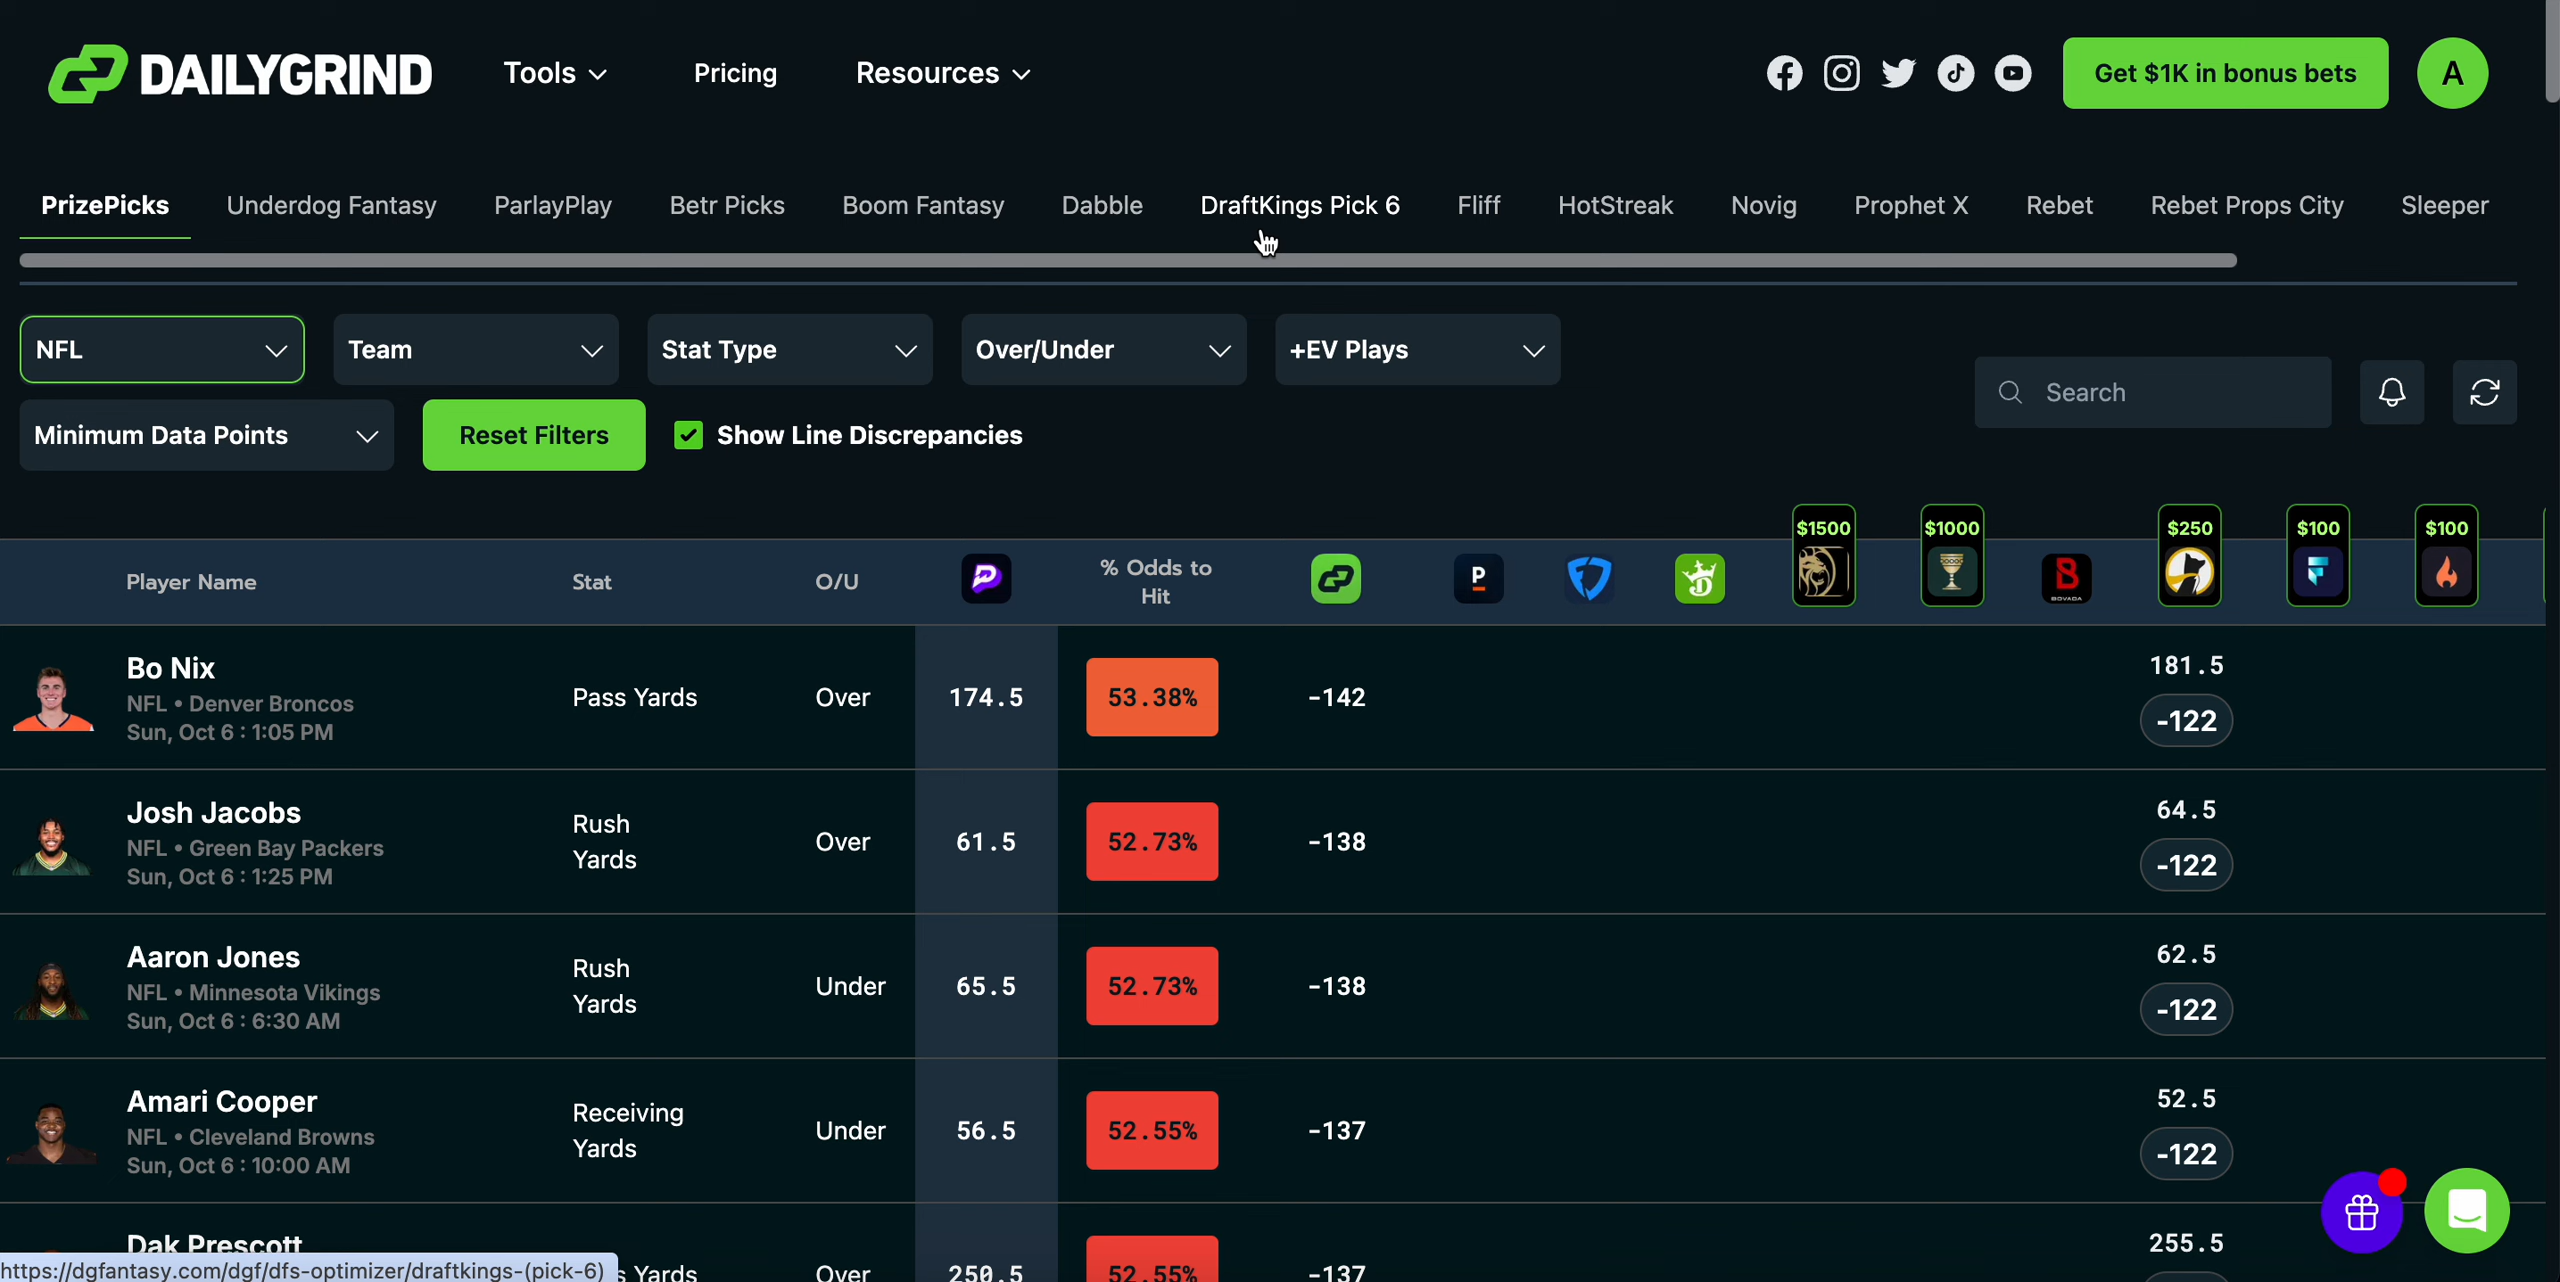 DAILYGRIND
Tools
Pricing
Resources
Get $1K in bonus bets
A
PrizePicks
Underdog Fantasy
ParlayPlay
Betr Picks
Boom Fantasy
Dabble
DraftKings Pick 6
Fliff
HotStreak
Novig
Prophet X
Rebet
Rebet Props City
Sleeper
NFL
Team
Stat Type
Over/Under
+EV Plays
Minimum Data Points
Reset Filters
Show Line Discrepancies
Search
$1500
$1000
$250
$100
$100
Player Name
Stat
O/U
% Odds to
Hit
P
B
BOVADA
Bo Nix
NFL • Denver Broncos
Sun, Oct 6 : 1:05 PM
Pass Yards
Over
174.5
53.38%
-142
181.5
-122
Josh Jacobs
NFL • Green Bay Packers
Sun, Oct 6 : 1:25 PM
Rush
Yards
Over
61.5
52.73%
-138
64.5
-122
Aaron Jones
NFL • Minnesota Vikings
Sun, Oct 6 : 6:30 AM
Rush
Yards
Under
65.5
52.73%
-138
62.5
-122
Amari Cooper
NFL • Cleveland Browns
Sun, Oct 6 : 10:00 AM
Receiving
Yards
Under
56.5
52.55%
-137
52.5
-122
Dak Prescott
s Yards
Over
250.5
52.55%
-137
255.5
https://dgfantasy.com/dgf/dfs-optimizer/draftkings-(pick-6)